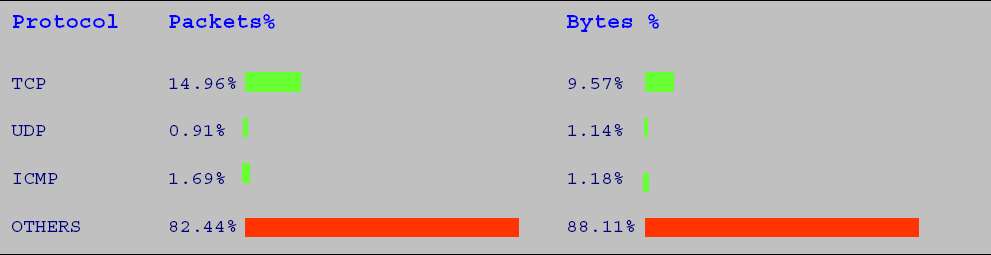 Protocol Packets% Bytes %
TCP 14.96% 9.57%
UDP 0.91% 1.14%
ICMP 1.69% 1.18%
OTHERS 82.44% 88.11%